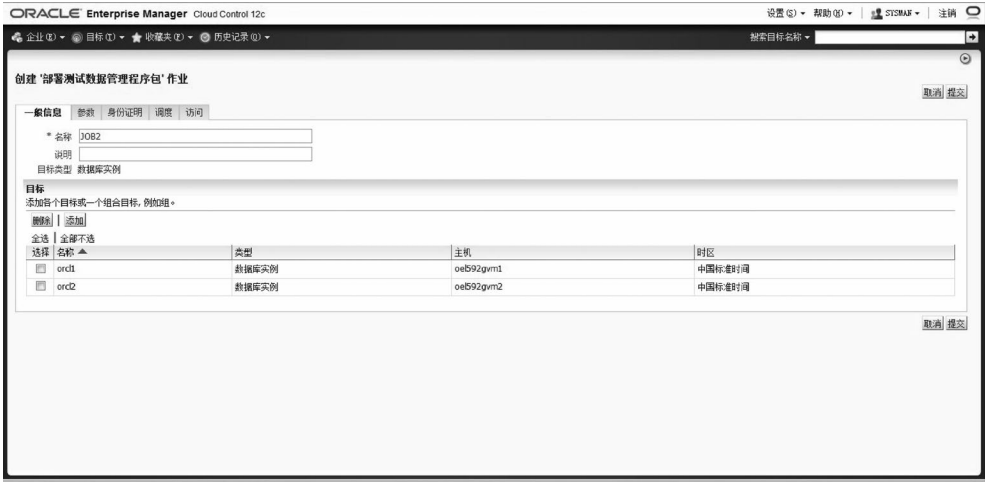 ORACLE Enterprise Manager Cloud Control 12c
设置(S) 帮助(H) SYSMAN 注销
企业(E) 目标(T) 收藏夹(F) 历史记录(O) 搜索目标名称
创建 '部署测试数据管理程序包' 作业
取消 提交
一般信息 参数 身份证明 调度 访问
* 名称 JOB2
说明
目标类型 数据库实例
目标
添加各个目标或一个组合目标, 例如组。
删除 | 添加
全选 | 全部不选
选择 名称 类型 主机 时区
orcl1 数据库实例 oel592gvm1 中国标准时间
orcl2 数据库实例 oel592gvm2 中国标准时间
取消 提交